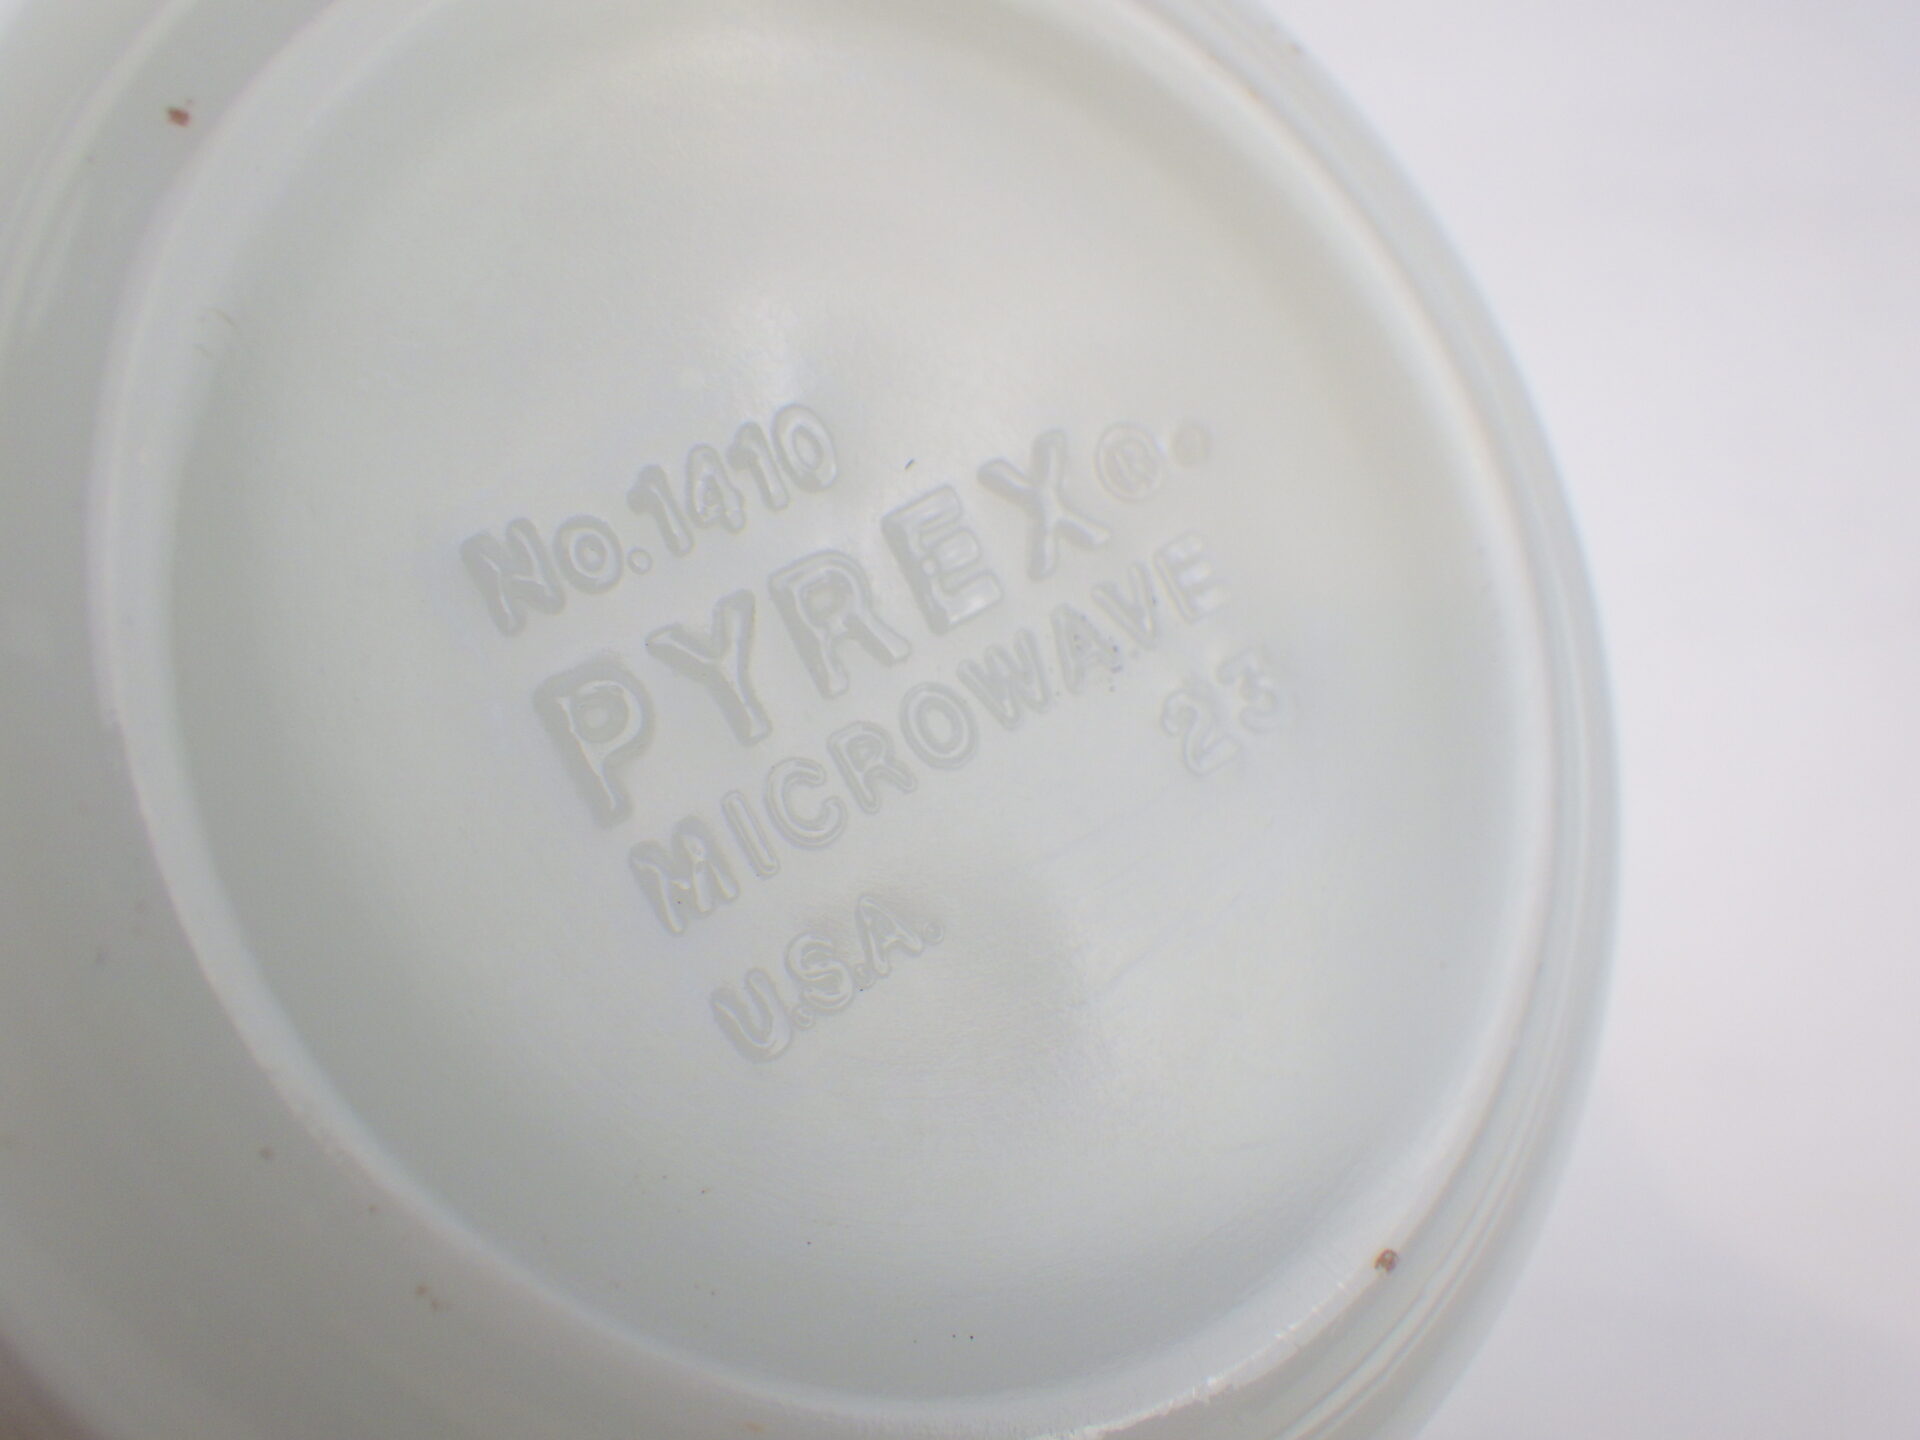 No. 1410
PYREX ®.
MICROWAVE
23
U.S.A.